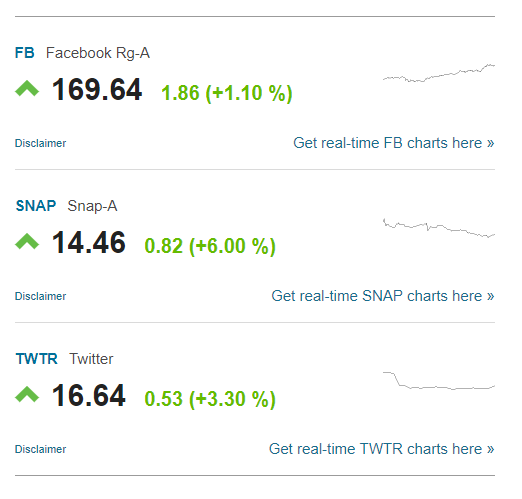 FB Facebook Rg-A
169.64 1.86 (+1.10 %)
Disclaimer Get real-time FB charts here »
SNAP Snap-A
14.46 0.82 (+6.00 %)
Disclaimer Get real-time SNAP charts here »
TWTR Twitter
16.64 0.53 (+3.30 %)
Disclaimer Get real-time TWTR charts here »